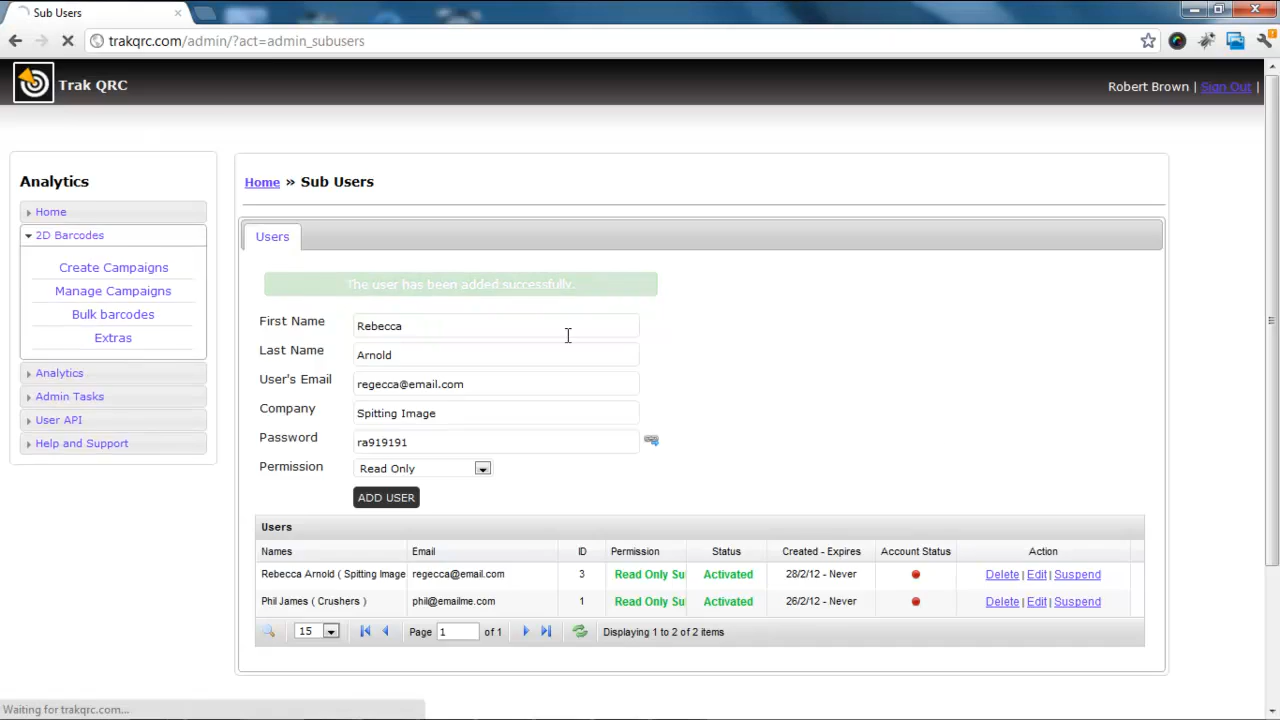 Sub Users
trakqrc.com/admin/?act=admin_subusers
Trak QRC
Robert Brown | Sign Out |
Analytics
Home
2D Barcodes
Create Campaigns
Manage Campaigns
Bulk barcodes
Extras
Analytics
Admin Tasks
User API
Help and Support
Home » Sub Users
Users
The user has been added successfully.
First Name Rebecca
Last Name Arnold
User's Email regecca@email.com
Company Spitting Image
Password ra919191
Permission Read Only
ADD USER
Users
Names Email ID Permission Status Created - Expires Account Status Action
Rebecca Arnold ( Spitting Image regecca@email.com 3 Read Only Su Activated 28/2/12 - Never Delete | Edit | Suspend
Phil James ( Crushers ) phil@emailme.com 1 Read Only Su Activated 26/2/12 - Never Delete | Edit | Suspend
15 Page 1 of 1 Displaying 1 to 2 of 2 items
Waiting for trakqrc.com...